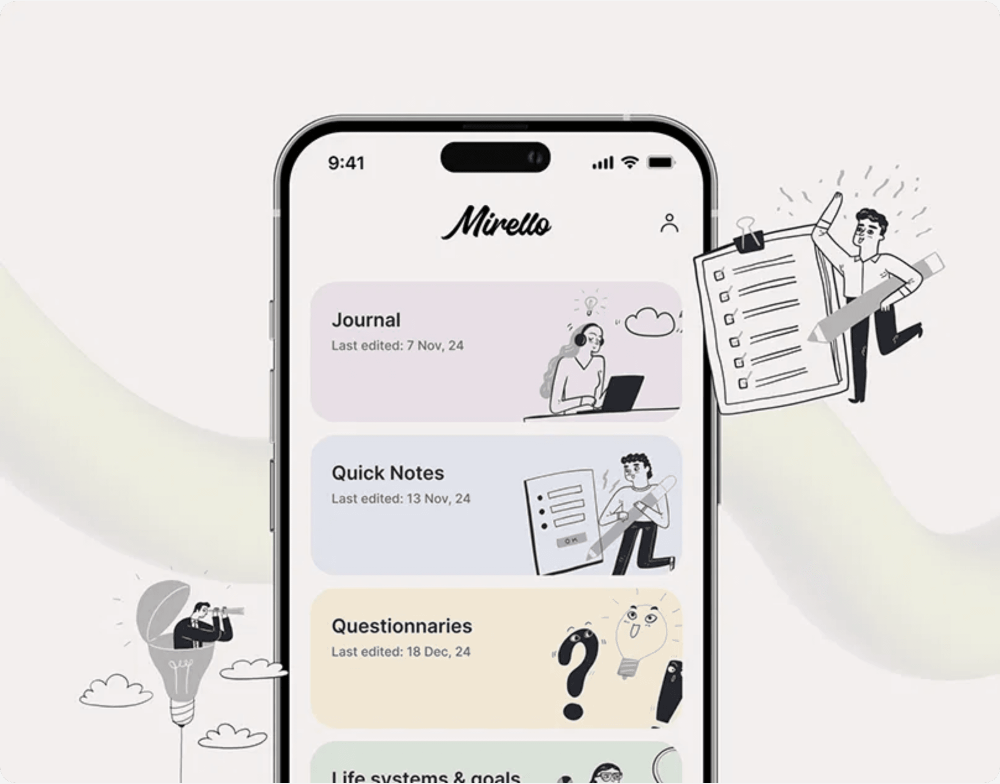 9:41
Mirello
Journal
Last edited: 7 Nov, 24
Quick Notes
Last edited: 13 Nov, 24
OK
Questionnaries
Last edited: 18 Dec, 24
Life systems & goals